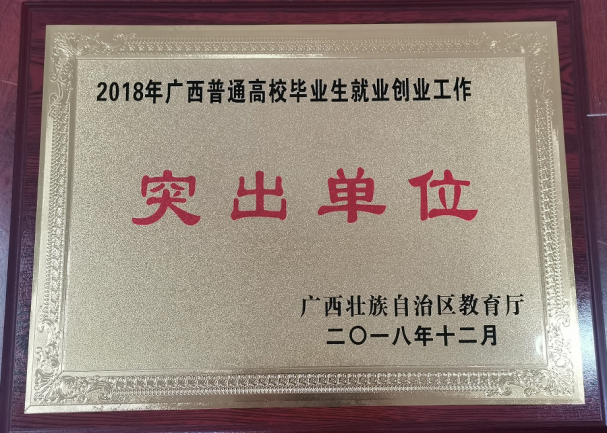 2018年广西普通高校毕业生就业创业工作
突出单位
广西壮族自治区教育厅
二〇一八年十二月